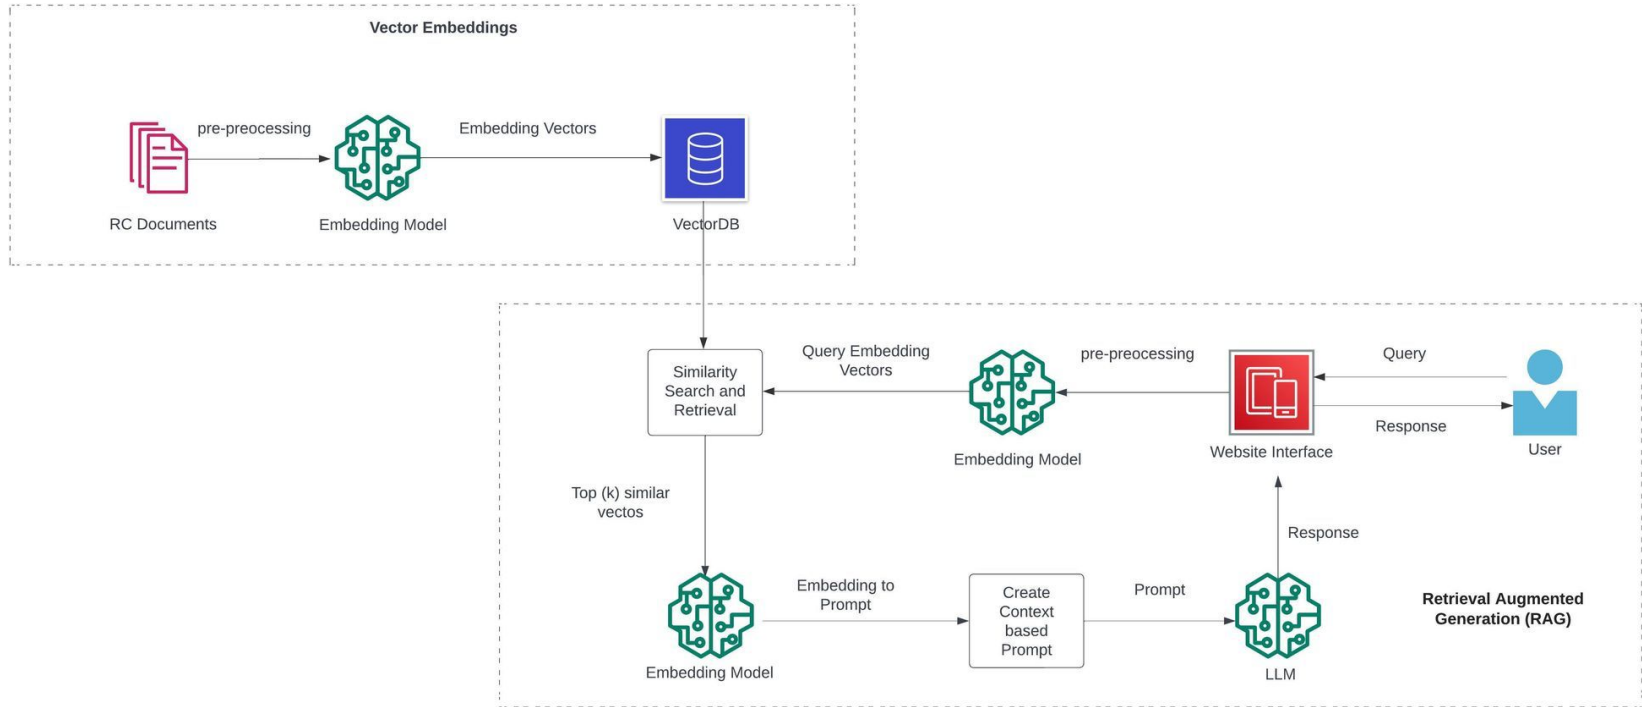 Vector Embeddings
pre-preocessing
Embedding Vectors
RC Documents
Embedding Model
VectorDB
Similarity
Search and
Retrieval
Query Embedding
Vectors
pre-preocessing
Query
Response
Embedding Model
Website Interface
User
Top (k) similar
vectos
Response
Embedding to
Prompt
Create
Context
based
Prompt
Prompt
Retrieval Augmented
Generation (RAG)
Embedding Model
LLM